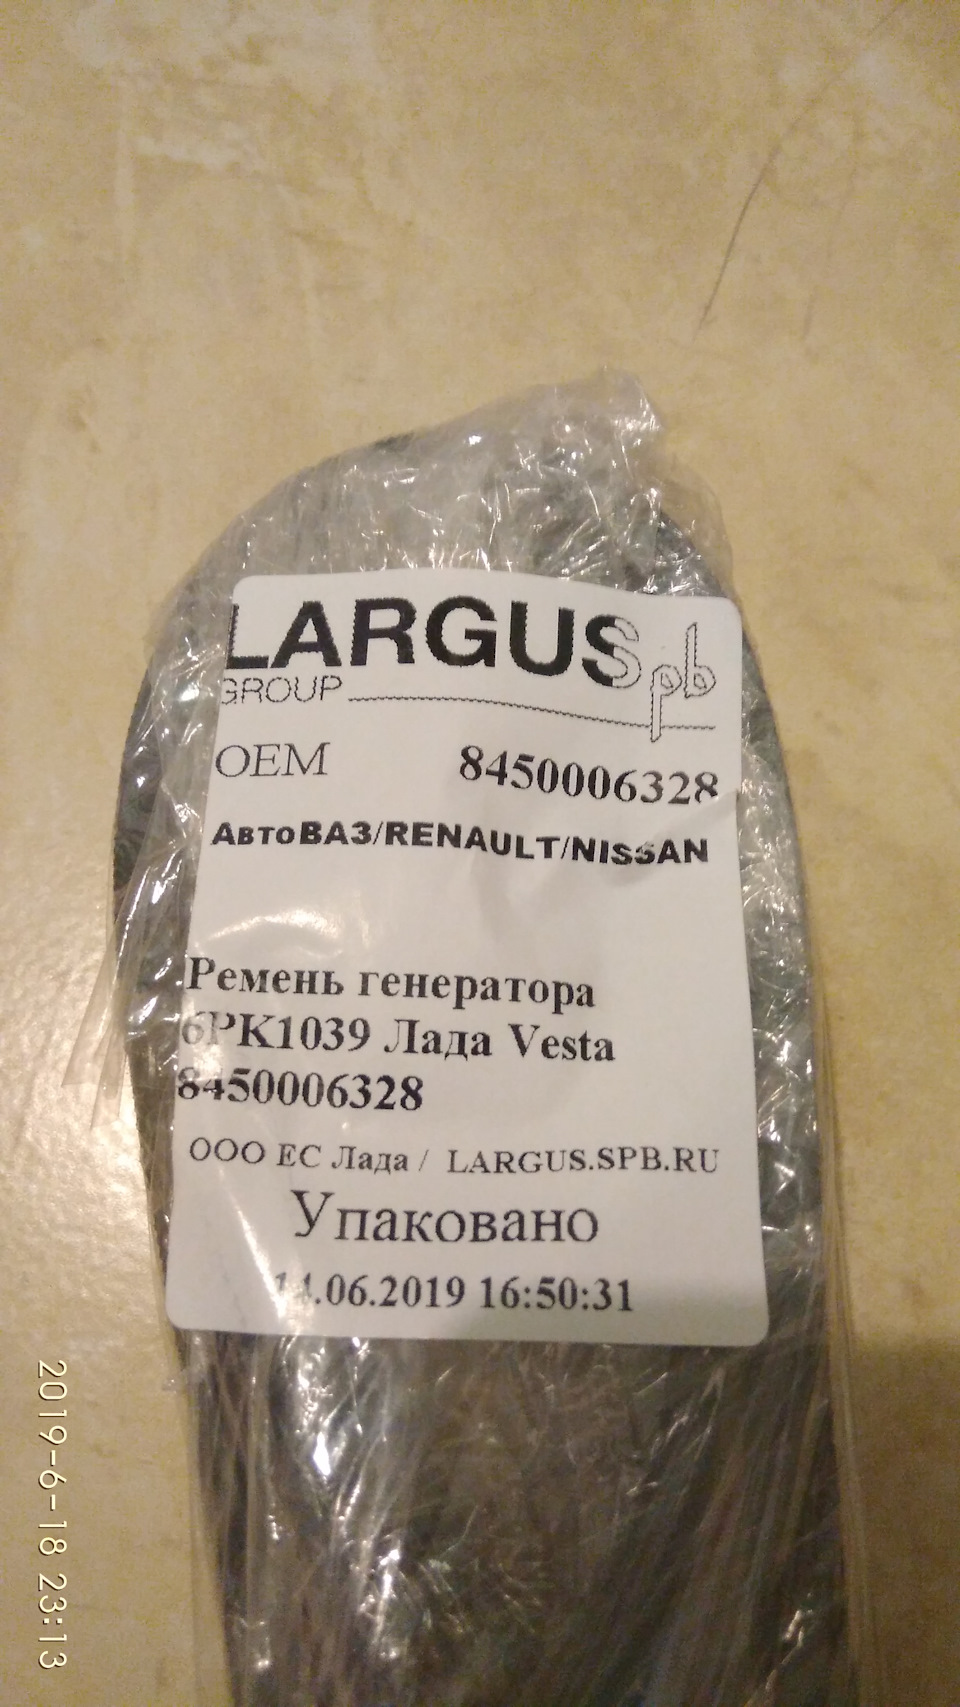 LARGUS Spb
GROUP
OEM 8450006328
АвтоВАЗ/RENAULT/NISSAN
Ремень генератора
6PK1039 Лада Vesta
8450006328
ООО ЕС Лада / LARGUS.SPB.RU
Упаковано
14.06.2019 16:50:31
2019-6-18 23:13